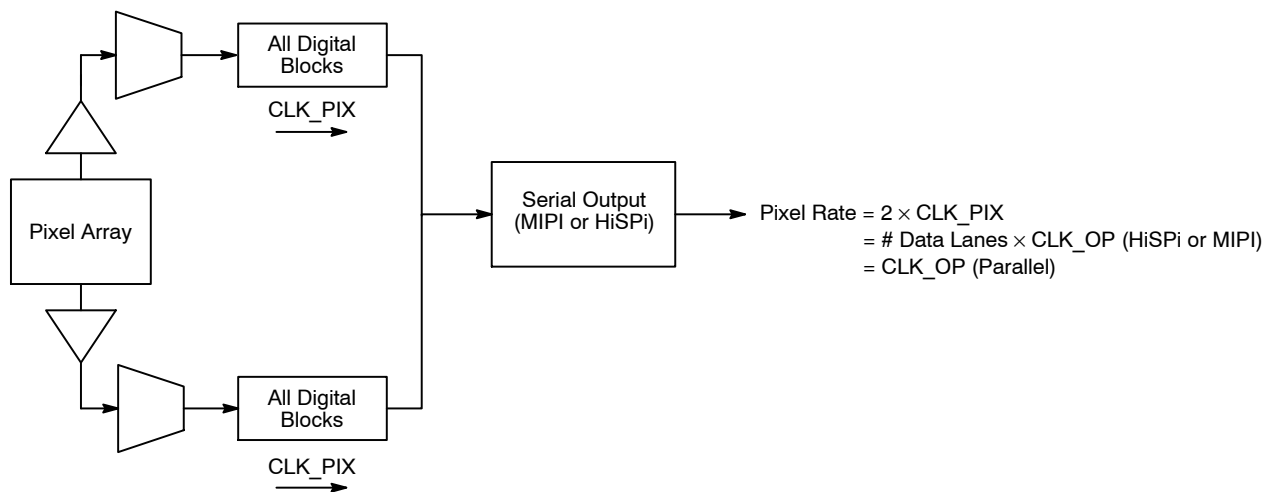 All Digital
Blocks
CLK_PIX
Pixel Array
Serial Output
(MIPI or HiSPi)
Pixel Rate = 2 × CLK_PIX
= # Data Lanes × CLK_OP (HiSPi or MIPI)
= CLK_OP (Parallel)
All Digital
Blocks
CLK_PIX